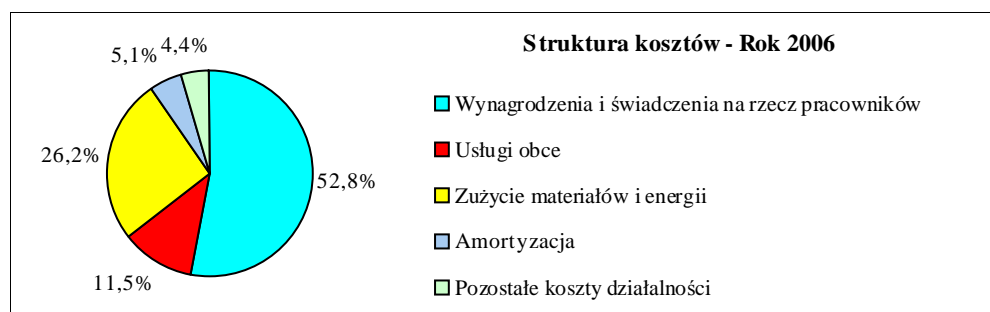 Struktura kosztów - Rok 2006
4,4%
5,1%
26,2%
52,8%
11,5%
Wynagrodzenia i świadczenia na rzecz pracowników
Usługi obce
Zużycie materiałów i energii
Amortyzacja
Pozostałe koszty działalności